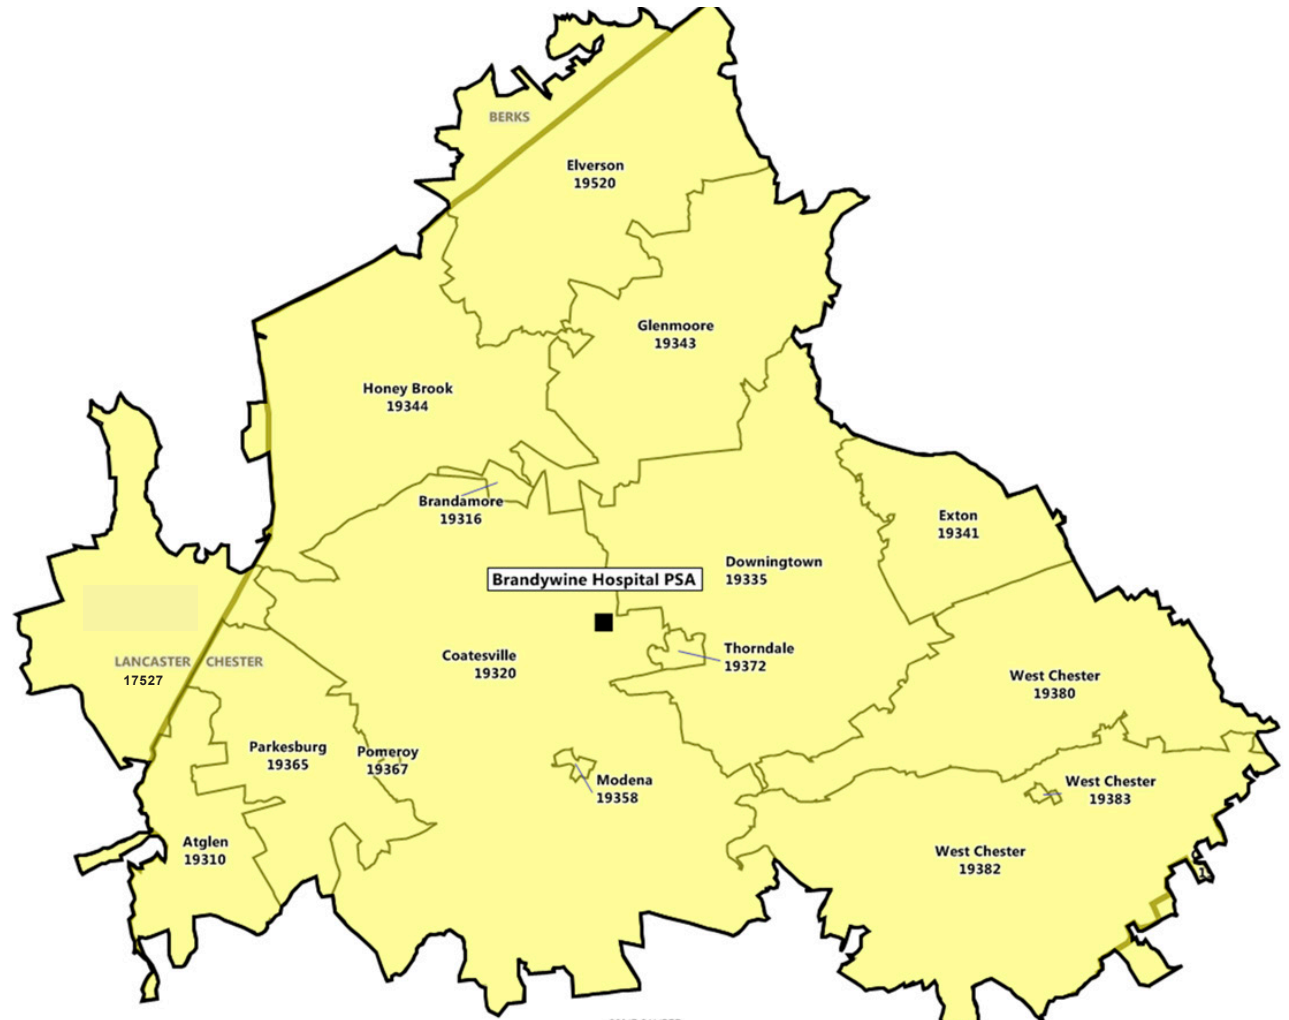 BERKS
Elverson
19520
Glenmoore
19343
Honey Brook
19344
Brandamore
19316
Exton
19341
Downingtown
19335
Brandywine Hospital PSA
Thorndale
19372
Coatesville
19320
LANCASTER
CHESTER
17527
West Chester
19380
Parkesburg
19365
Pomeroy
19367
Modena
19358
West Chester
19383
Atglen
19310
West Chester
19382